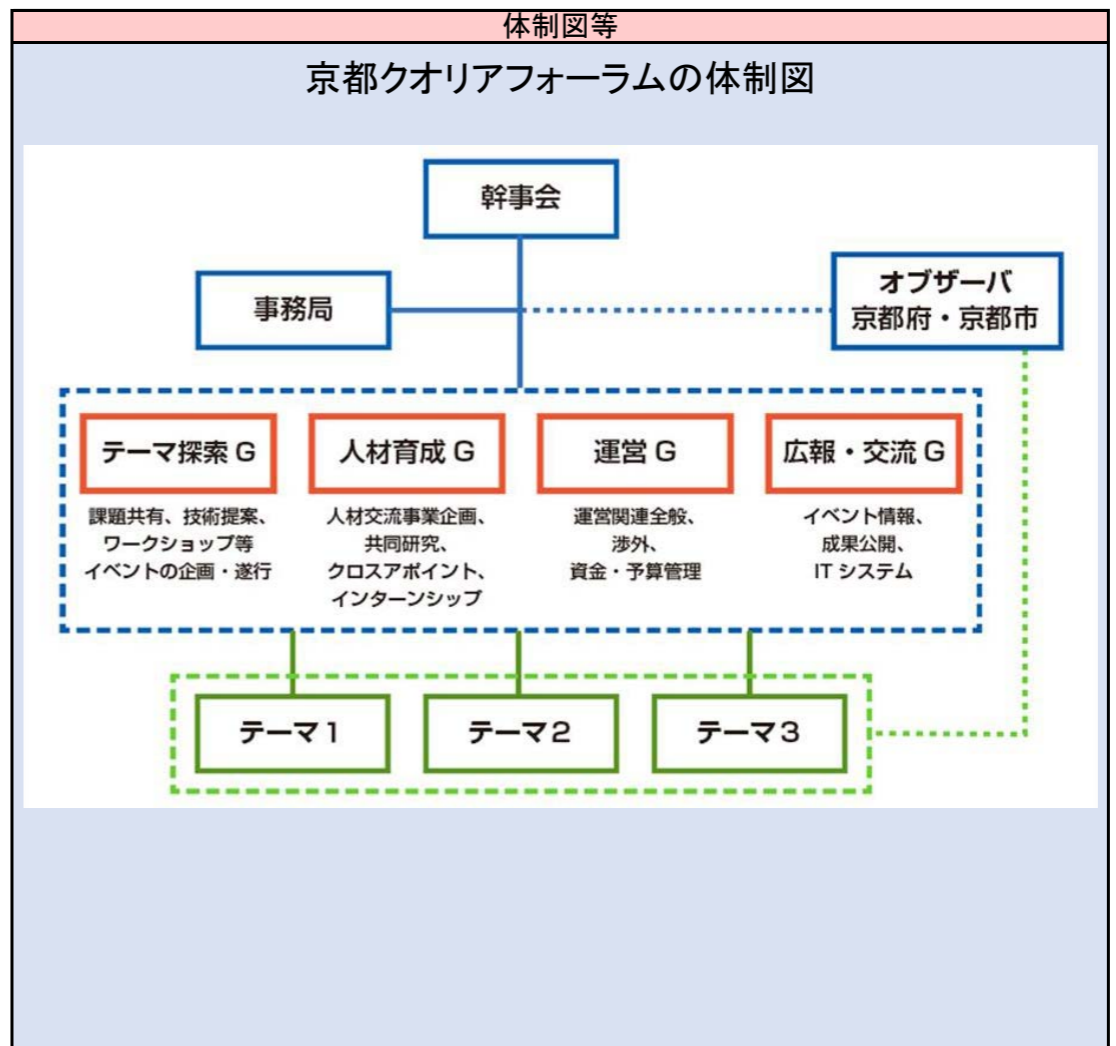 体制図等
京都クオリアフォーラムの体制図
幹事会
事務局
オブザーバ
京都府・京都市
テーマ探索 G
課題共有、技術提案、
ワークショップ等
イベントの企画・遂行
人材育成 G
人材交流事業企画、
共同研究、
クロスアポイント、
インターンシップ
運営 G
運営関連全般、
渉外、
資金・予算管理
広報・交流 G
イベント情報、
成果公開、
IT システム
テーマ1
テーマ2
テーマ3